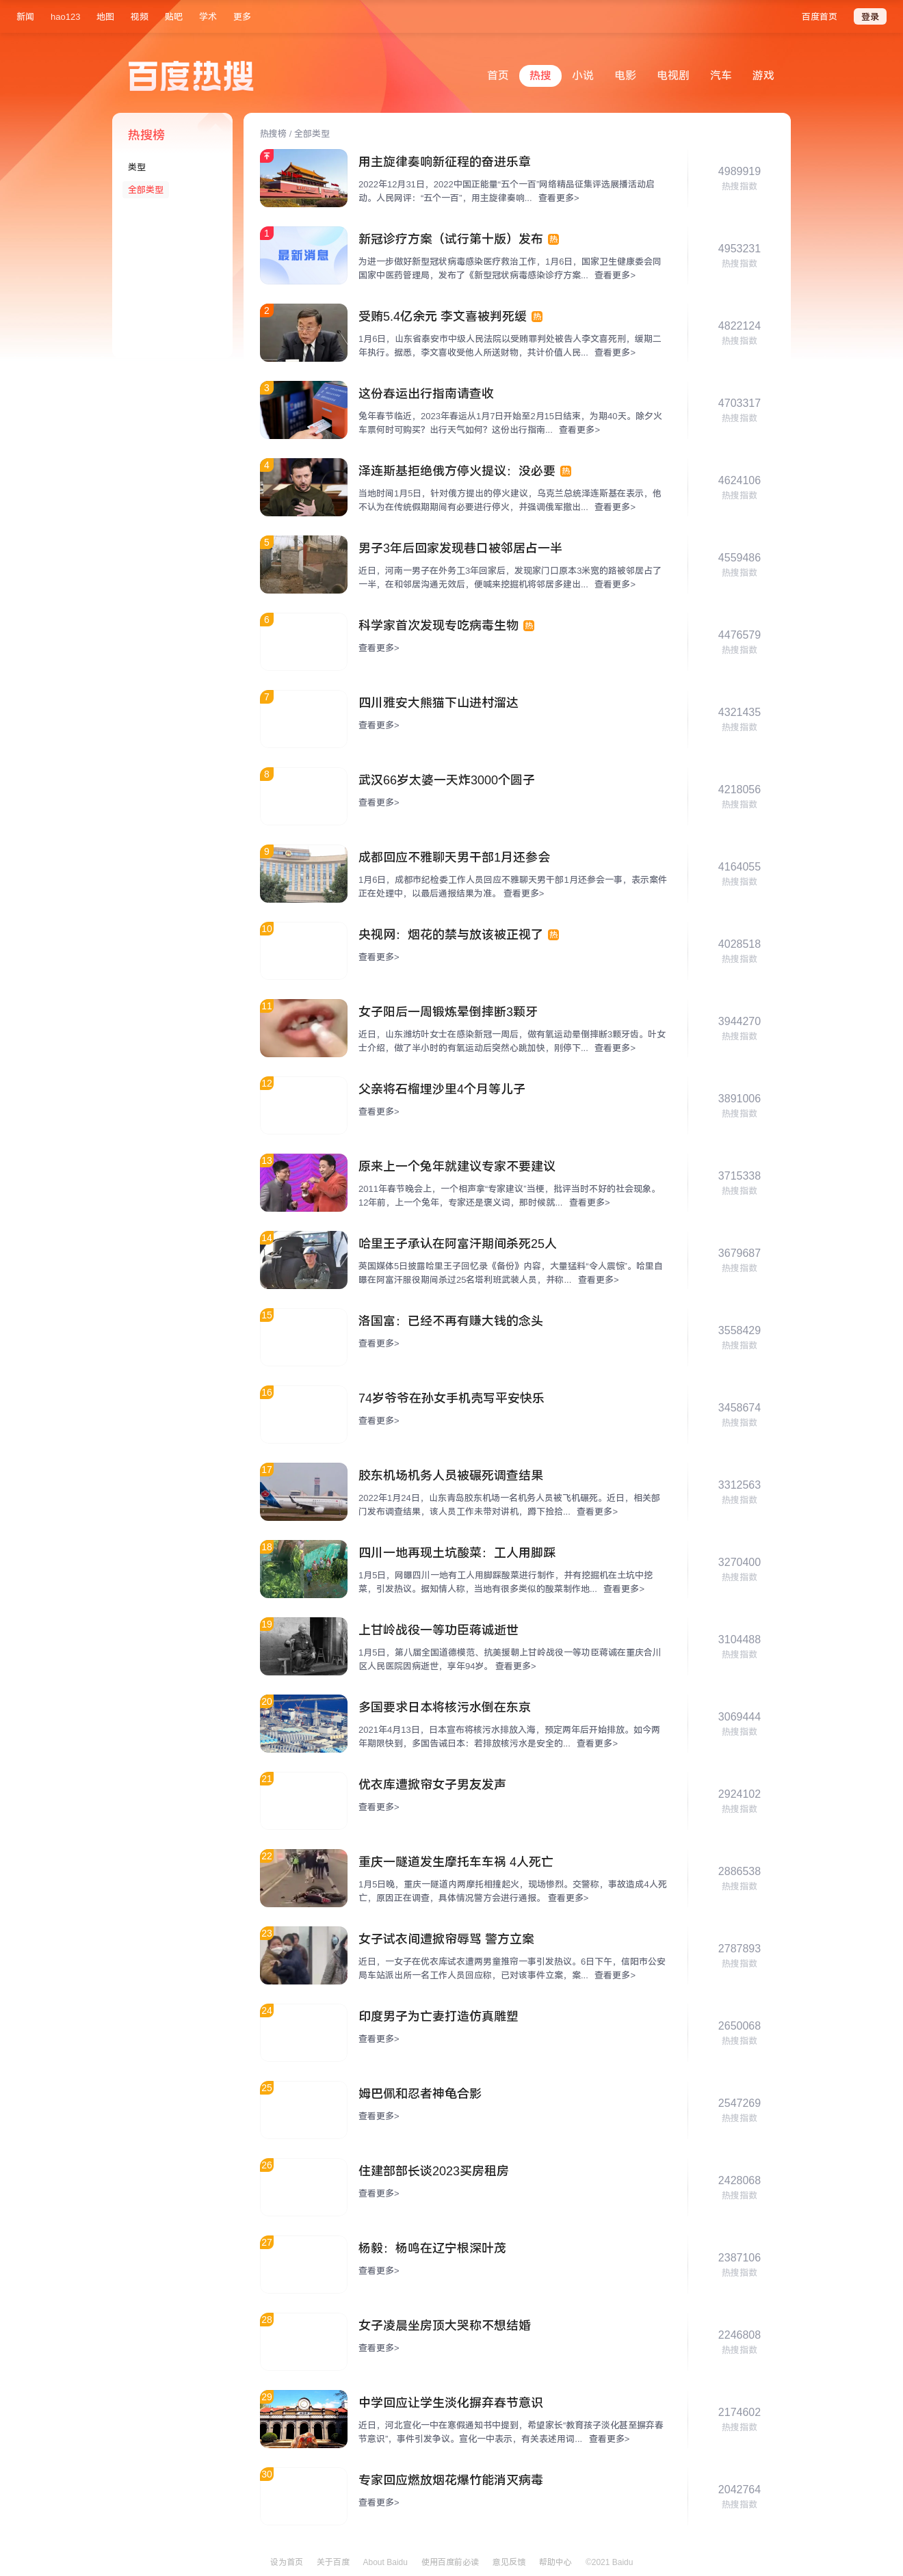 新闻 hao123 地图 视频 贴吧 学术 更多 百度首页 登录
百度热搜
首页 热搜 小说 电影 电视剧 汽车 游戏
热搜榜
类型
全部类型
热搜榜 / 全部类型
用主旋律奏响新征程的奋进乐章
2022年12月31日，2022中国正能量“五个一百”网络精品征集评选展播活动启
动。人民网评：“五个一百”，用主旋律奏响... 查看更多>
4989919
热搜指数
1
最新消息
新冠诊疗方案（试行第十版）发布 热
为进一步做好新型冠状病毒感染医疗救治工作，1月6日，国家卫生健康委会同
国家中医药管理局，发布了《新型冠状病毒感染诊疗方案... 查看更多>
4953231
热搜指数
2
受贿5.4亿余元 李文喜被判死缓 热
1月6日，山东省泰安市中级人民法院以受贿罪判处被告人李文喜死刑，缓期二
年执行。据悉，李文喜收受他人所送财物，共计价值人民... 查看更多>
4822124
热搜指数
3
这份春运出行指南请查收
兔年春节临近，2023年春运从1月7日开始至2月15日结束，为期40天。除夕火
车票何时可购买？出行天气如何？这份出行指南... 查看更多>
4703317
热搜指数
4
泽连斯基拒绝俄方停火提议：没必要 热
当地时间1月5日，针对俄方提出的停火建议，乌克兰总统泽连斯基在表示，他
不认为在传统假期期间有必要进行停火，并强调俄军撤出... 查看更多>
4624106
热搜指数
5
男子3年后回家发现巷口被邻居占一半
近日，河南一男子在外务工3年回家后，发现家门口原本3米宽的路被邻居占了
一半，在和邻居沟通无效后，便喊来挖掘机将邻居多建出... 查看更多>
4559486
热搜指数
6
科学家首次发现专吃病毒生物 热
查看更多>
4476579
热搜指数
7
四川雅安大熊猫下山进村溜达
查看更多>
4321435
热搜指数
8
武汉66岁太婆一天炸3000个圆子
查看更多>
4218056
热搜指数
9
成都回应不雅聊天男干部1月还参会
1月6日，成都市纪检委工作人员回应不雅聊天男干部1月还参会一事，表示案件
正在处理中，以最后通报结果为准。 查看更多>
4164055
热搜指数
10
央视网：烟花的禁与放该被正视了 热
查看更多>
4028518
热搜指数
11
女子阳后一周锻炼晕倒摔断3颗牙
近日，山东潍坊叶女士在感染新冠一周后，做有氧运动晕倒摔断3颗牙齿。叶女
士介绍，做了半小时的有氧运动后突然心跳加快，刚停下... 查看更多>
3944270
热搜指数
12
父亲将石榴埋沙里4个月等儿子
查看更多>
3891006
热搜指数
13
原来上一个兔年就建议专家不要建议
2011年春节晚会上，一个相声拿“专家建议”当梗，批评当时不好的社会现象。
12年前，上一个兔年，专家还是褒义词，那时候就... 查看更多>
3715338
热搜指数
14
哈里王子承认在阿富汗期间杀死25人
英国媒体5日披露哈里王子回忆录《备份》内容，大量猛料“令人震惊”。哈里自
曝在阿富汗服役期间杀过25名塔利班武装人员，并称... 查看更多>
3679687
热搜指数
15
洛国富：已经不再有赚大钱的念头
查看更多>
3558429
热搜指数
16
74岁爷爷在孙女手机壳写平安快乐
查看更多>
3458674
热搜指数
17
胶东机场机务人员被碾死调查结果
2022年1月24日，山东青岛胶东机场一名机务人员被飞机碾死。近日，相关部
门发布调查结果，该人员工作未带对讲机，蹲下捡拾... 查看更多>
3312563
热搜指数
18
四川一地再现土坑酸菜：工人用脚踩
1月5日，网曝四川一地有工人用脚踩酸菜进行制作，并有挖掘机在土坑中挖
菜，引发热议。据知情人称，当地有很多类似的酸菜制作地... 查看更多>
3270400
热搜指数
19
上甘岭战役一等功臣蒋诚逝世
1月5日，第八届全国道德模范、抗美援朝上甘岭战役一等功臣蒋诚在重庆合川
区人民医院因病逝世，享年94岁。 查看更多>
3104488
热搜指数
20
多国要求日本将核污水倒在东京
2021年4月13日，日本宣布将核污水排放入海，预定两年后开始排放。如今两
年期限快到，多国告诫日本：若排放核污水是安全的... 查看更多>
3069444
热搜指数
21
优衣库遭掀帘女子男友发声
查看更多>
2924102
热搜指数
22
重庆一隧道发生摩托车车祸 4人死亡
1月5日晚，重庆一隧道内两摩托相撞起火，现场惨烈。交警称，事故造成4人死
亡，原因正在调查，具体情况警方会进行通报。 查看更多>
2886538
热搜指数
23
女子试衣间遭掀帘辱骂 警方立案
近日，一女子在优衣库试衣遭两男童推帘一事引发热议。6日下午，信阳市公安
局车站派出所一名工作人员回应称，已对该事件立案，案... 查看更多>
2787893
热搜指数
24
印度男子为亡妻打造仿真雕塑
查看更多>
2650068
热搜指数
25
姆巴佩和忍者神龟合影
查看更多>
2547269
热搜指数
26
住建部部长谈2023买房租房
查看更多>
2428068
热搜指数
27
杨毅：杨鸣在辽宁根深叶茂
查看更多>
2387106
热搜指数
28
女子凌晨坐房顶大哭称不想结婚
查看更多>
2246808
热搜指数
29
中学回应让学生淡化摒弃春节意识
近日，河北宣化一中在寒假通知书中提到，希望家长“教育孩子淡化甚至摒弃春
节意识”，事件引发争议。宣化一中表示，有关表述用词... 查看更多>
2174602
热搜指数
30
专家回应燃放烟花爆竹能消灭病毒
查看更多>
2042764
热搜指数
设为首页 关于百度 About Baidu 使用百度前必读 意见反馈 帮助中心 ©2021 Baidu